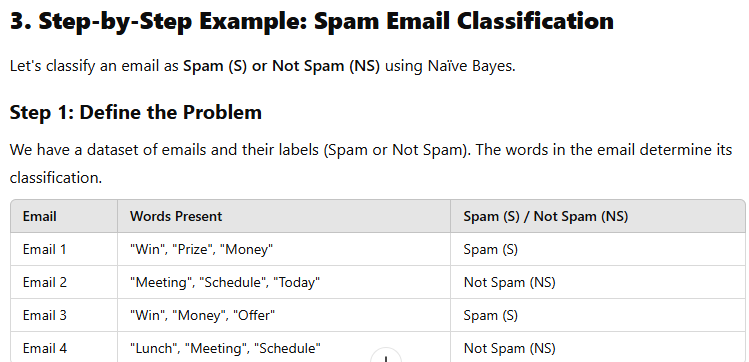 3. Step-by-Step Example: Spam Email Classification
Let's classify an email as Spam (S) or Not Spam (NS) using Naïve Bayes.
Step 1: Define the Problem
We have a dataset of emails and their labels (Spam or Not Spam). The words in the email determine its
classification.
Email Words Present Spam (S) / Not Spam (NS)
Email 1 "Win", "Prize", "Money" Spam (S)
Email 2 "Meeting", "Schedule", "Today" Not Spam (NS)
Email 3 "Win", "Money", "Offer" Spam (S)
Email 4 "Lunch", "Meeting", "Schedule" Not Spam (NS)